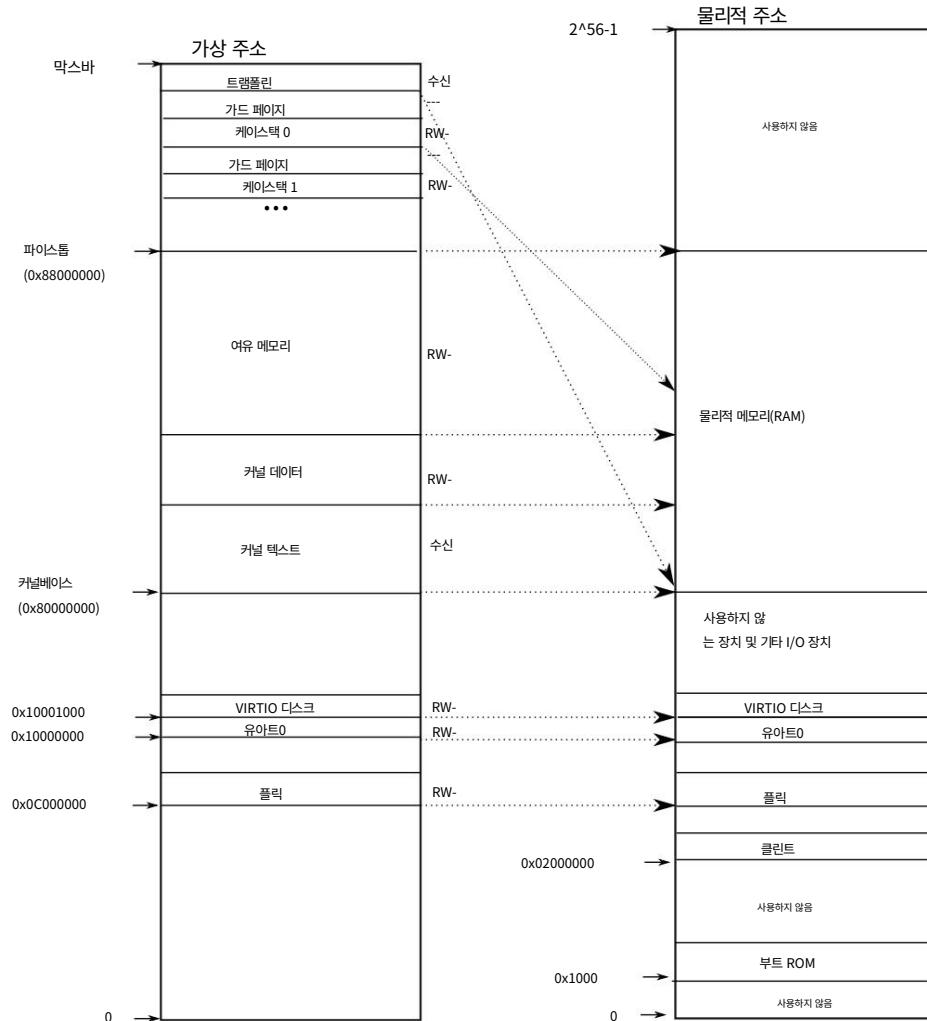 물리적 주소
2^56-1
가상 주소
막스바
트램폴린
수신
가드 페이지
---
케이스택 0
RW-
사용하지 않음
가드 페이지
---
케이스택 1
RW-
•••
파이스톱
(0x88000000)
여유 메모리
RW-
물리적 메모리(RAM)
커널 데이터
RW-
커널 텍스트
수신
커널베이스
(0x80000000)
사용하지 않
는 장치 및 기타 I/O 장치
0x10001000
VIRTIO 디스크
RW-
VIRTIO 디스크
0x10000000
유아트0
RW-
유아트0
0x0C000000
플릭
RW-
플릭
클린트
0x02000000
사용하지 않음
부트 ROM
0x1000
사용하지 않음
0
0